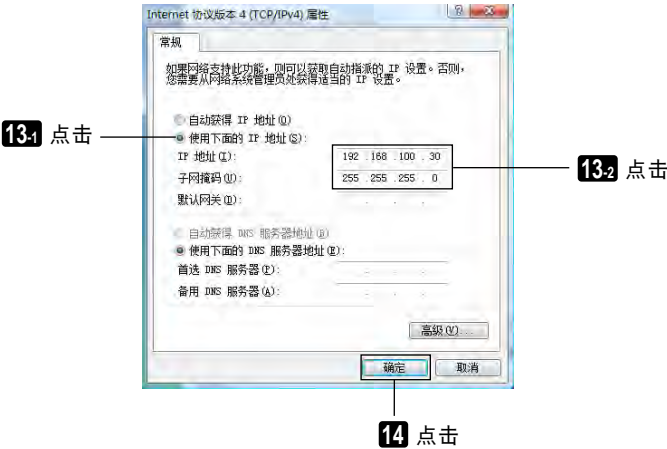 Internet 协议版本 4 (TCP/IPv4) 属性
常规
如果网络支持此功能，则可以获取自动指派的 IP 设置。否则，
您需要从网络系统管理员处获得适当的 IP 设置。
自动获得 IP 地址(O)
13-1 点击
使用下面的 IP 地址(S):
IP 地址(I): 192 .168 .100 . 30
子网掩码(U): 255 .255 .255 . 0
13-2 点击
默认网关(D):
自动获得 DNS 服务器地址(B)
使用下面的 DNS 服务器地址(E):
首选 DNS 服务器(P):
备用 DNS 服务器(A):
高级(V)...
确定 取消
14 点击